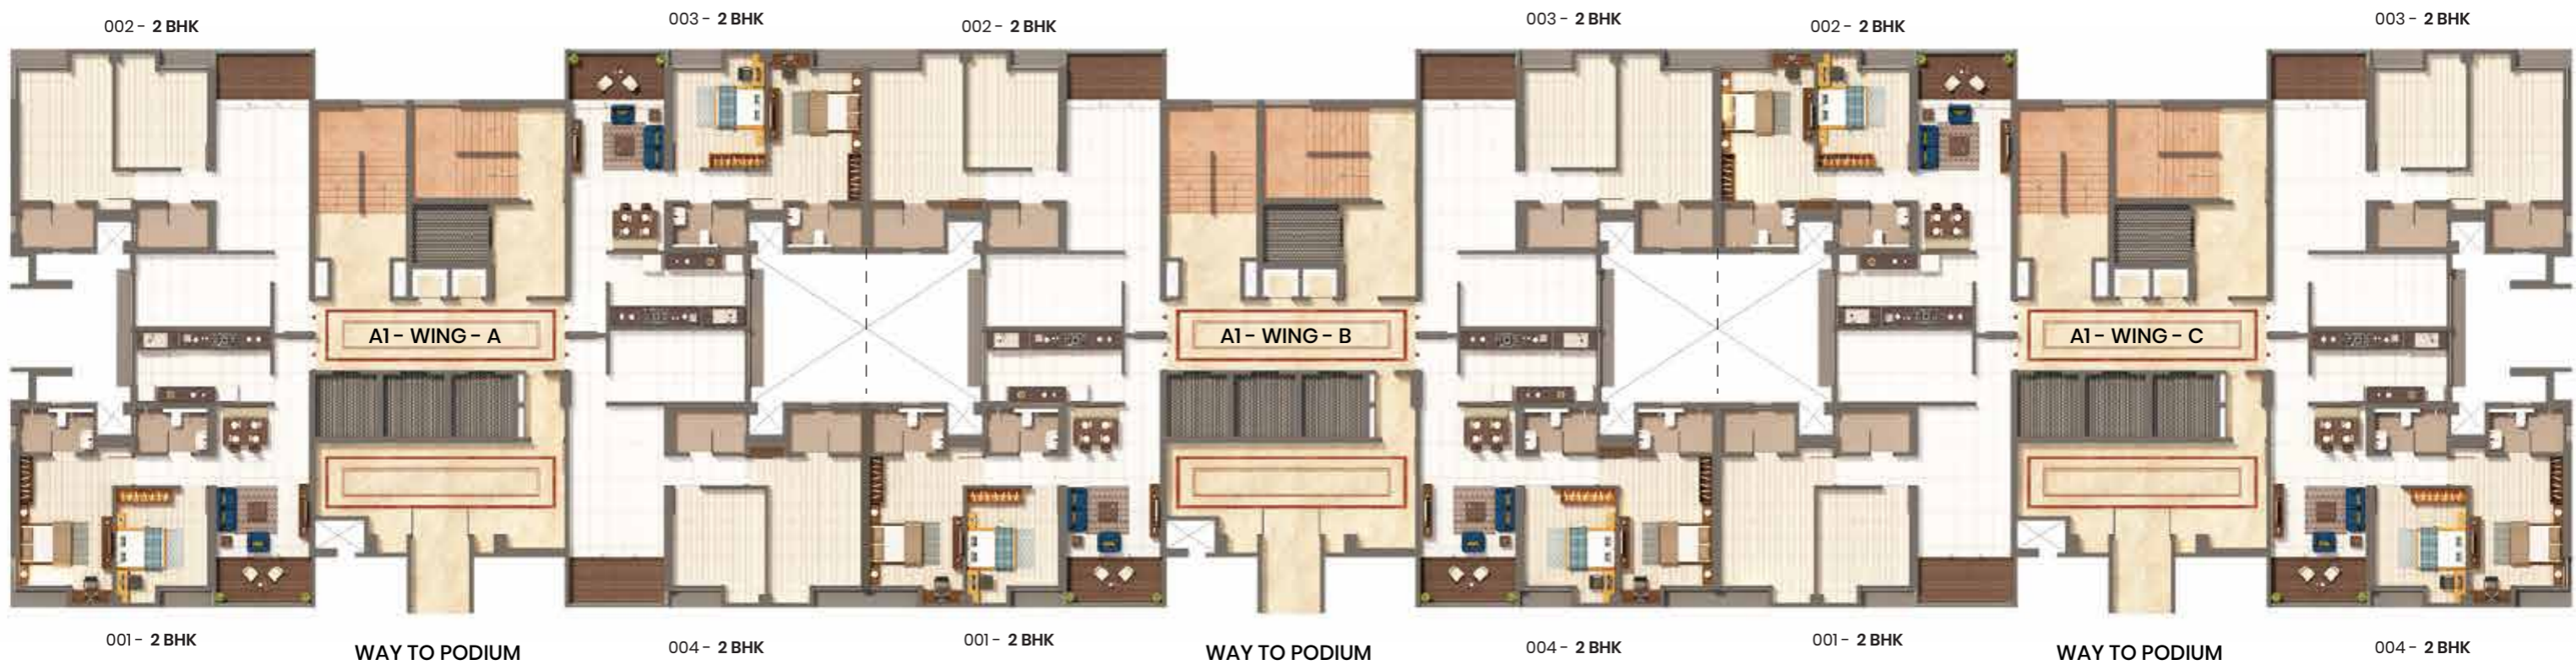 002 - 2 BHK
003 - 2 BHK
002 - 2 BHK
003 - 2 BHK
002 - 2 BHK
003 - 2 BHK
A1 - WING - A
A1 - WING - B
A1 - WING - C
001 - 2 BHK
WAY TO PODIUM
004 - 2 BHK
001 - 2 BHK
WAY TO PODIUM
004 - 2 BHK
001 - 2 BHK
WAY TO PODIUM
004 - 2 BHK